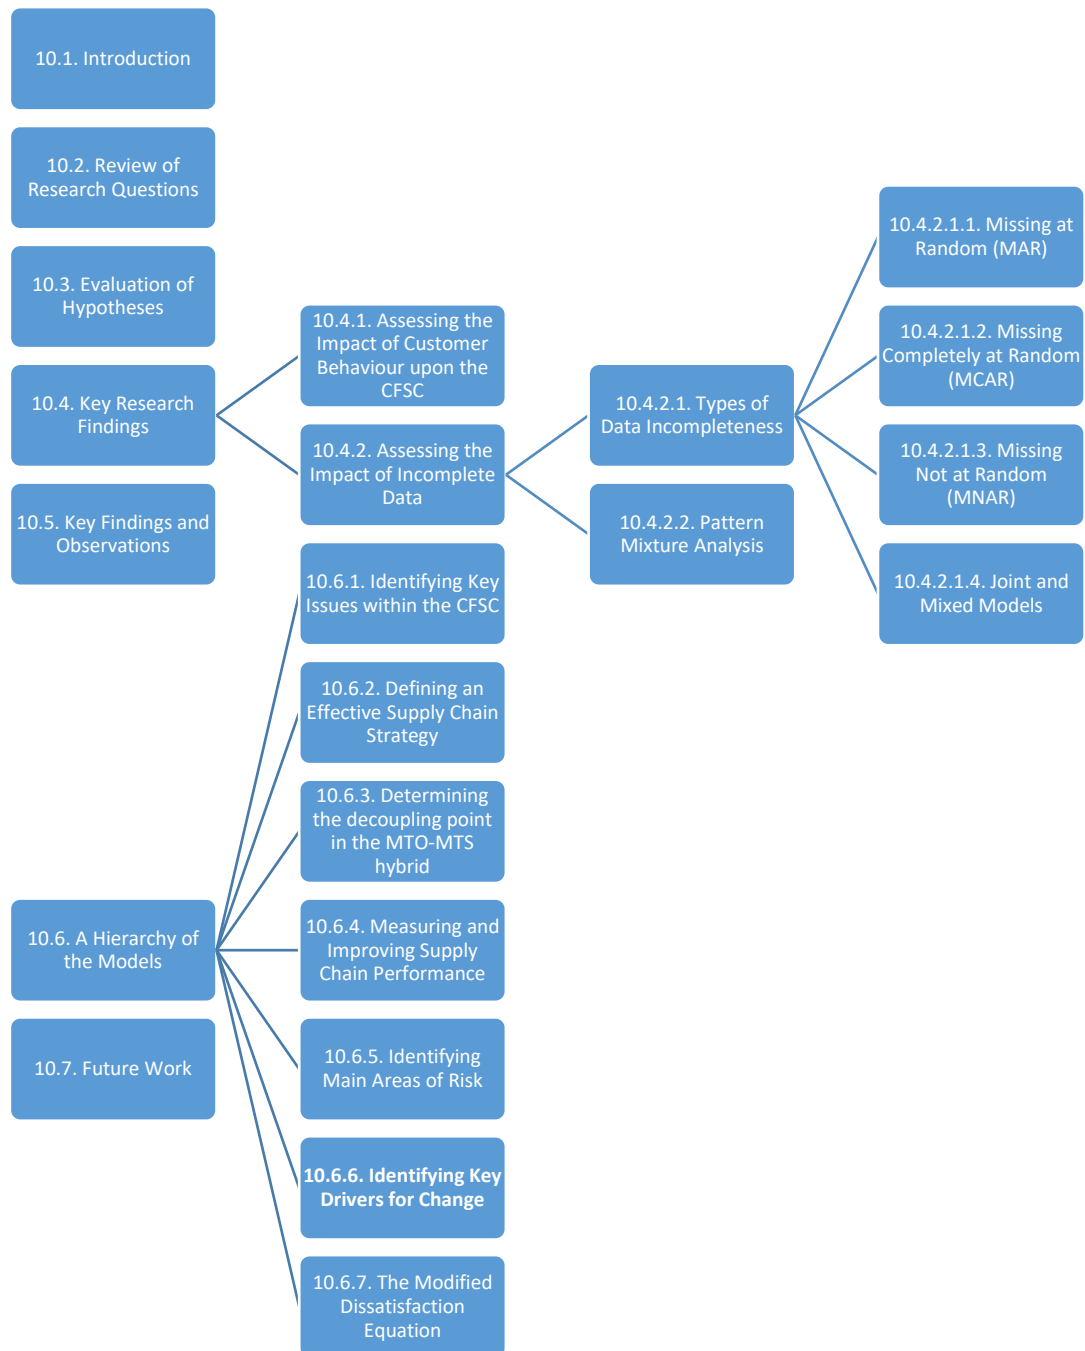 10.1. Introduction
10.2. Review of
Research Questions
10.3. Evaluation of
Hypotheses
10.4. Key Research
Findings
10.4.1. Assessing the
Impact of Customer
Behaviour upon the
CFSC
10.4.2. Assessing the
Impact of Incomplete
Data
10.4.2.1. Types of
Data Incompleteness
10.4.2.1.1. Missing at
Random (MAR)
10.4.2.1.2. Missing
Completely at Random
(MCAR)
10.4.2.1.3. Missing
Not at Random
(MNAR)
10.4.2.1.4. Joint and
Mixed Models
10.4.2.2. Pattern
Mixture Analysis
10.5. Key Findings and
Observations
10.6. A Hierarchy of
the Models
10.6.1. Identifying Key
Issues within the CFSC
10.6.2. Defining an
Effective Supply Chain
Strategy
10.6.3. Determining
the decoupling point
in the MTO-MTS
hybrid
10.6.4. Measuring and
Improving Supply
Chain Performance
10.6.5. Identifying
Main Areas of Risk
10.6.6. Identifying Key
Drivers for Change
10.6.7. The Modified
Dissatisfaction
Equation
10.7. Future Work